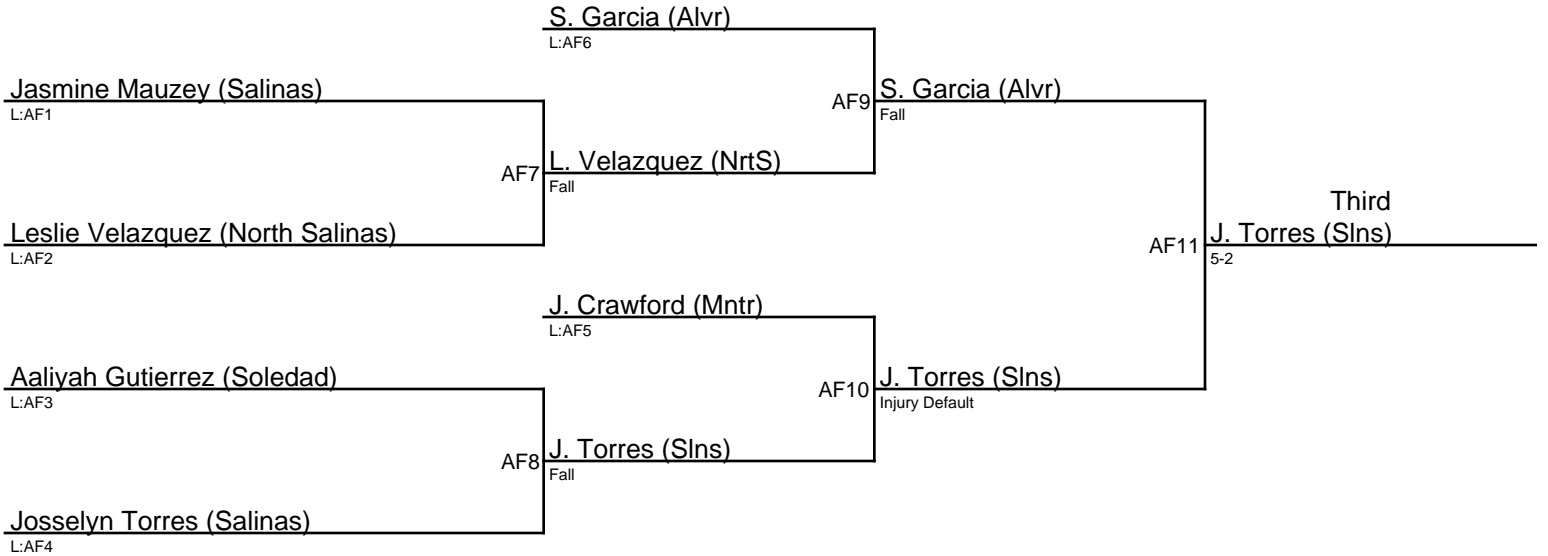 S. Garcia (Alvr)
L:AF6
Jasmine Mauzey (Salinas)
L:AF1
AF9
S. Garcia (Alvr)
Fall
AF7
L. Velazquez (NrtS)
Fall
Third
Leslie Velazquez (North Salinas)
L:AF2
AF11
J. Torres (Slns)
5-2
J. Crawford (Mntr)
L:AF5
Aaliyah Gutierrez (Soledad)
L:AF3
AF10
J. Torres (Slns)
Injury Default
AF8
J. Torres (Slns)
Fall
Josselyn Torres (Salinas)
L:AF4